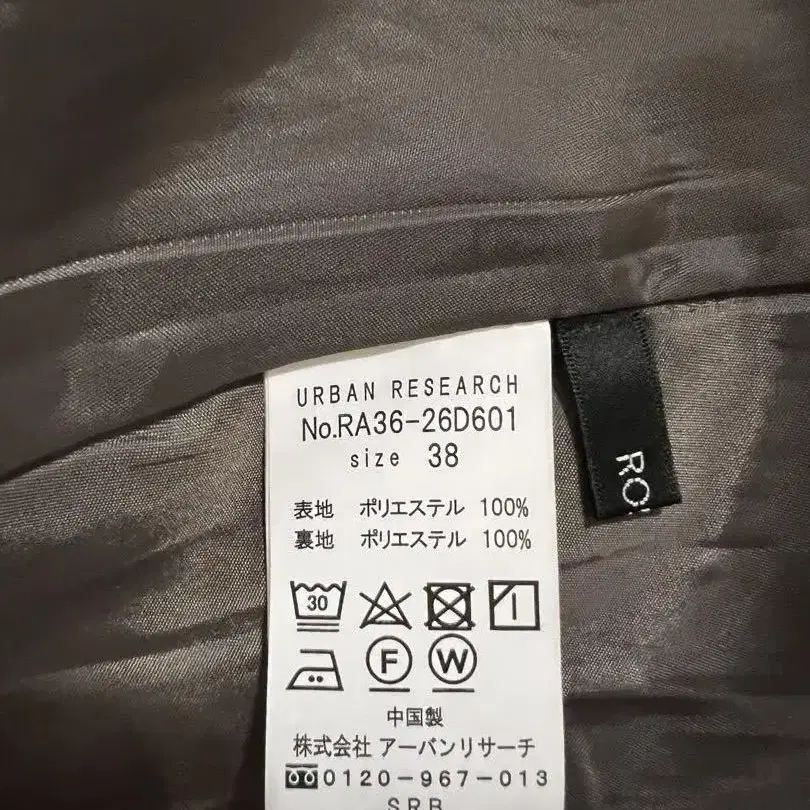 URBAN RESEARCH
No.RA36-26D601
size 38
表地 ポリエステル 100%
裏地 ポリエステル 100%
30
F W
中国製
株式会社 アーバンリサーチ
0120-967-013
SRB
RO